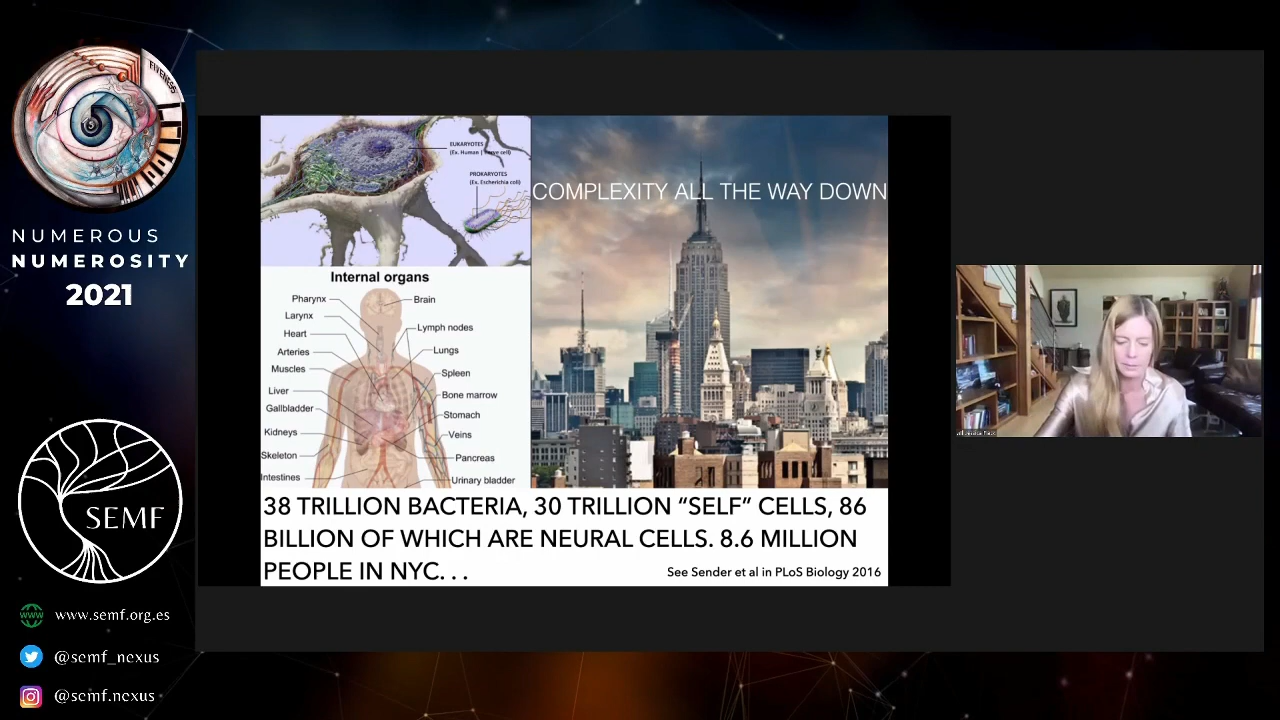 FIVENESS
NUMEROUS
NUMEROSITY
2021
SEMF
www.semf.org.es
@semf_nexus
@semf.nexus
EUKARYOTES
PROKARYOTES
(Ex. Escherichia coli)
COMPLEXITY ALL THE WAY DOWN
Internal organs
Pharynx
Larynx
Heart
Arteries
Muscles
Liver
Gallbladder
Kidneys
Skeleton
Intestines
Brain
Lymph nodes
Lungs
Spleen
Bone marrow
Stomach
Veins
Pancreas
Urinary bladder
38 TRILLION BACTERIA, 30 TRILLION “SELF” CELLS, 86
BILLION OF WHICH ARE NEURAL CELLS. 8.6 MILLION
PEOPLE IN NYC. . .
See Sender et al in PLoS Biology 2016